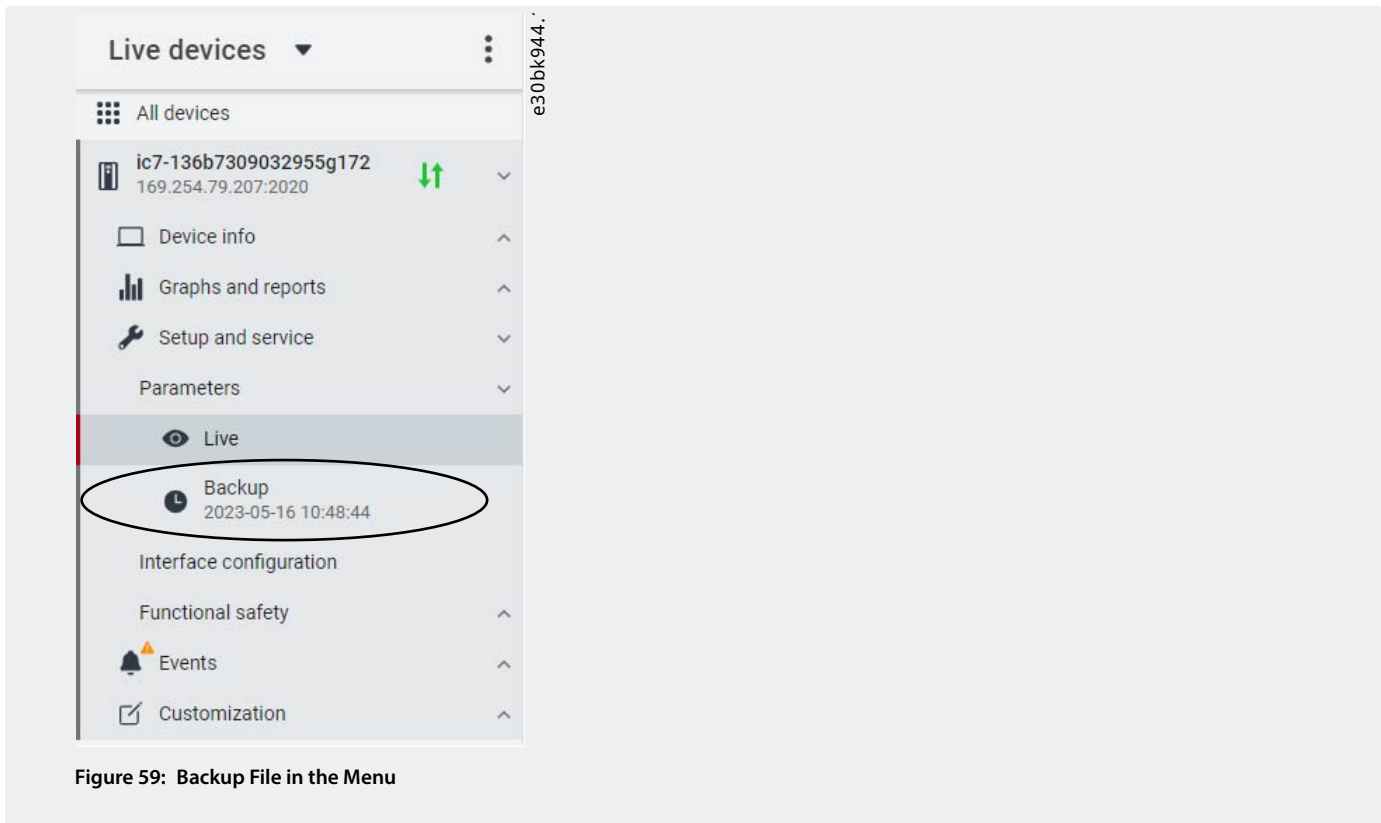 Live devices
e30bk944.
All devices
ic7-136b7309032955g172
169.254.79.207:2020
Device info
Graphs and reports
Setup and service
Parameters
Live
Backup
2023-05-16 10:48:44
Interface configuration
Functional safety
Events
Customization
Figure 59: Backup File in the Menu